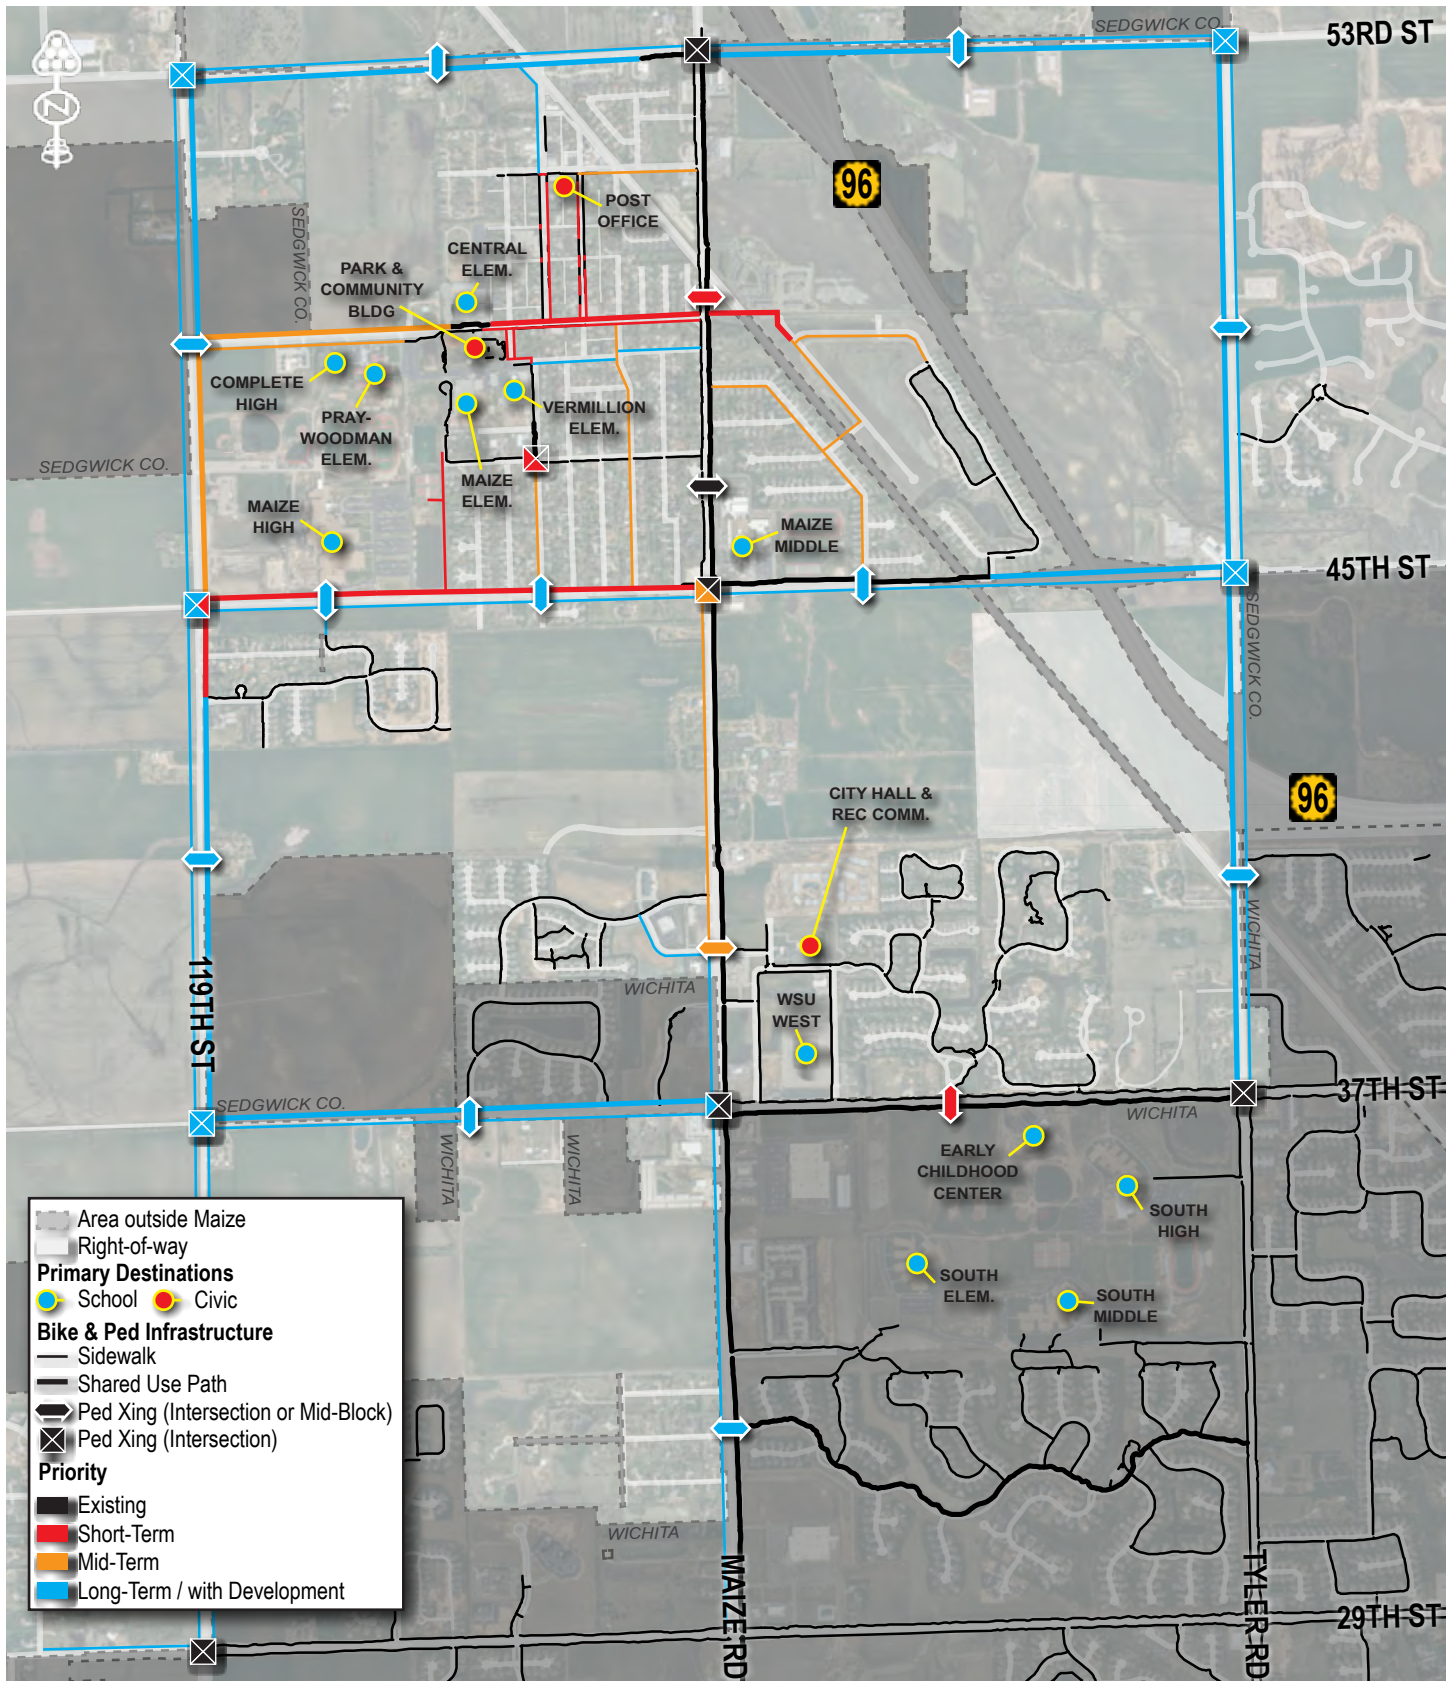 SEDGWICK CO.
53RD ST
N
96
POST
OFFICE
SEDGWICK CO.
CENTRAL
ELEM.
PARK &
COMMUNITY
BLDG
COMPLETE
HIGH
PRAY-
WOODMAN
ELEM.
VERMILLION
ELEM.
SEDGWICK CO.
MAIZE
ELEM.
MAIZE
HIGH
MAIZE
MIDDLE
45TH ST
SEDGWICK CO.
CITY HALL &
REC COMM.
96
WICHITA
119TH ST
WICHITA
WSU
WEST
SEDGWICK CO.
37TH ST
WICHITA
WICHITA
WICHITA
EARLY
CHILDHOOD
CENTER
SOUTH
HIGH
SOUTH
ELEM.
SOUTH
MIDDLE
Area outside Maize
Right-of-way
Primary Destinations
School Civic
Bike & Ped Infrastructure
Sidewalk
Shared Use Path
Ped Xing (Intersection or Mid-Block)
Ped Xing (Intersection)
Priority
Existing
Short-Term
Mid-Term
Long-Term / with Development
WICHITA
MAIZE RD
TYLER RD
29TH ST